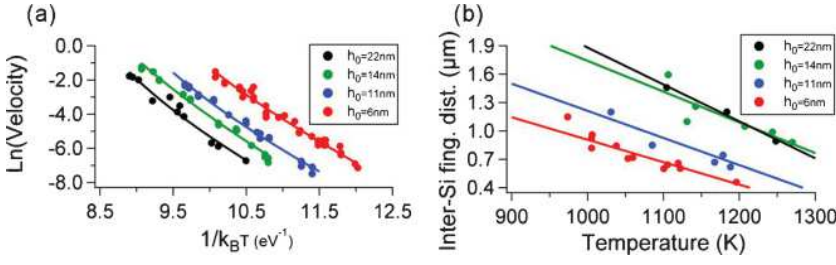 (a)
Ln(Velocity)
0.0
-2.0
-4.0
-6.0
-8.0
8.5 9.5 10.5 11.5 12.5
1/kBT (eV⁻¹)
h₀=22nm
h₀=14nm
h₀=11nm
h₀=6nm
(b)
Inter-Si fing. dist. (μm)
1.9
1.6
1.3
1.0
0.7
0.4
900 1000 1100 1200 1300
Temperature (K)
h₀=22nm
h₀=14nm
h₀=11nm
h₀=6nm